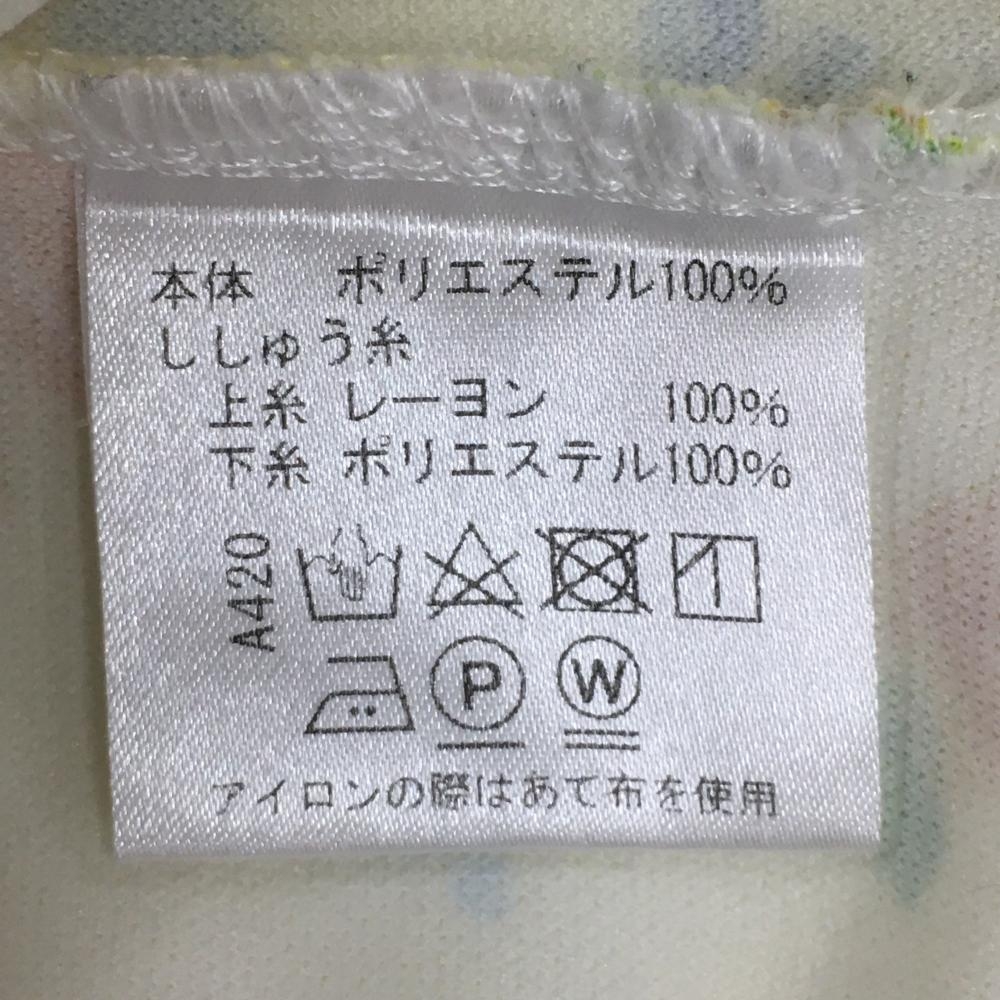 本体　ポリエステル100%
ししゅう糸
上糸 レーヨン　100%
下糸 ポリエステル100%
A420
P W
アイロンの際はあて布を使用